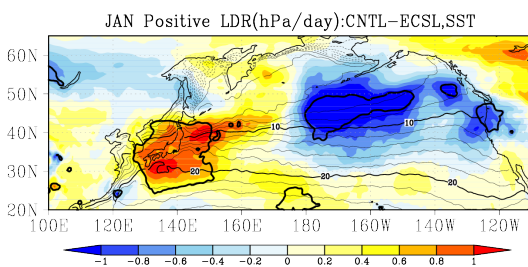 JAN Positive LDR(hPa/day):CNTL-ECSL,SST
60N
50N
40N
30N
20N
10
10
20
20
20
100E 120E 140E 160E 180 160W 140W 120W
-1 -0.8 -0.6 -0.4 -0.2 0 0.2 0.4 0.6 0.8 1